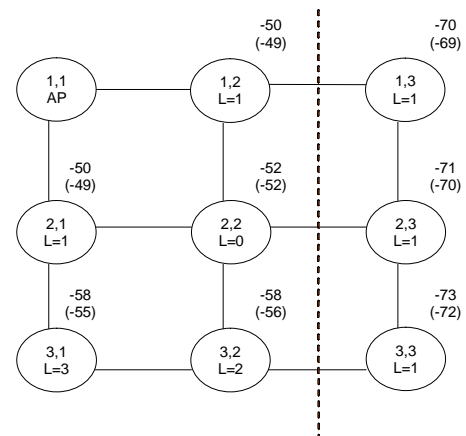 -50
(-49)
-70
(-69)
1,1
AP
1,2
L=1
1,3
L=1
-50
(-49)
-52
(-52)
-71
(-70)
2,1
L=1
2,2
L=0
2,3
L=1
-58
(-55)
-58
(-56)
-73
(-72)
3,1
L=3
3,2
L=2
3,3
L=1